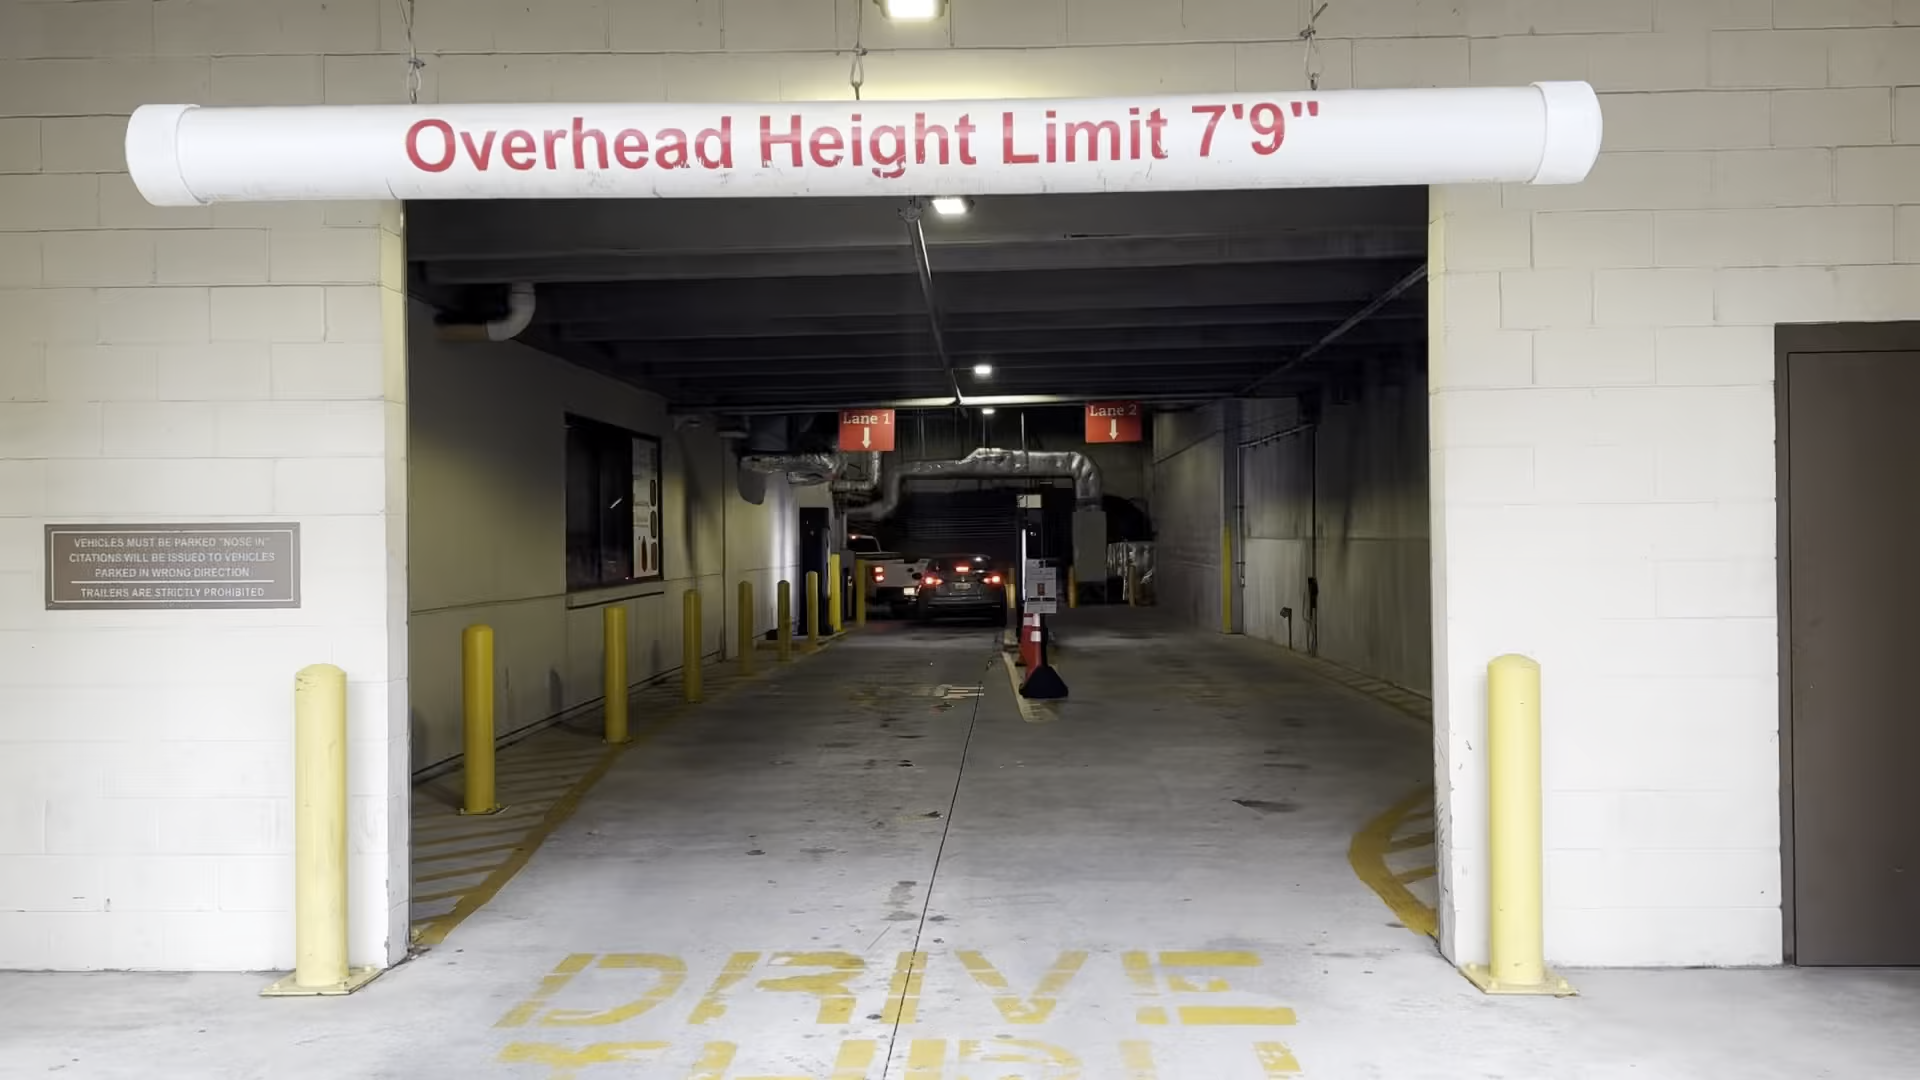 Overhead Height Limit 7'9"
Lane 1
Lane 2
VEHICLES MUST BE PARKED "NOSE IN"
CITATIONS WILL BE ISSUED TO VEHICLES
PARKED IN WRONG DIRECTION
TRAILERS ARE STRICTLY PROHIBITED
DRIVE
THRU